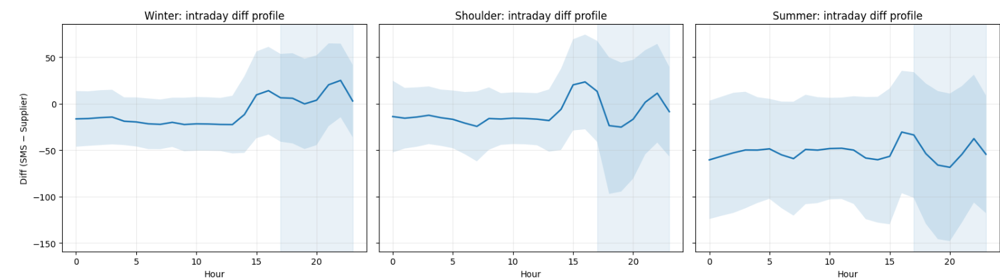 Winter: intraday diff profile
Shoulder: intraday diff profile
Summer: intraday diff profile
Diff (SMS − Supplier)
50
0
−50
−100
−150
0 5 10 15 20
0 5 10 15 20
0 5 10 15 20
Hour
Hour
Hour